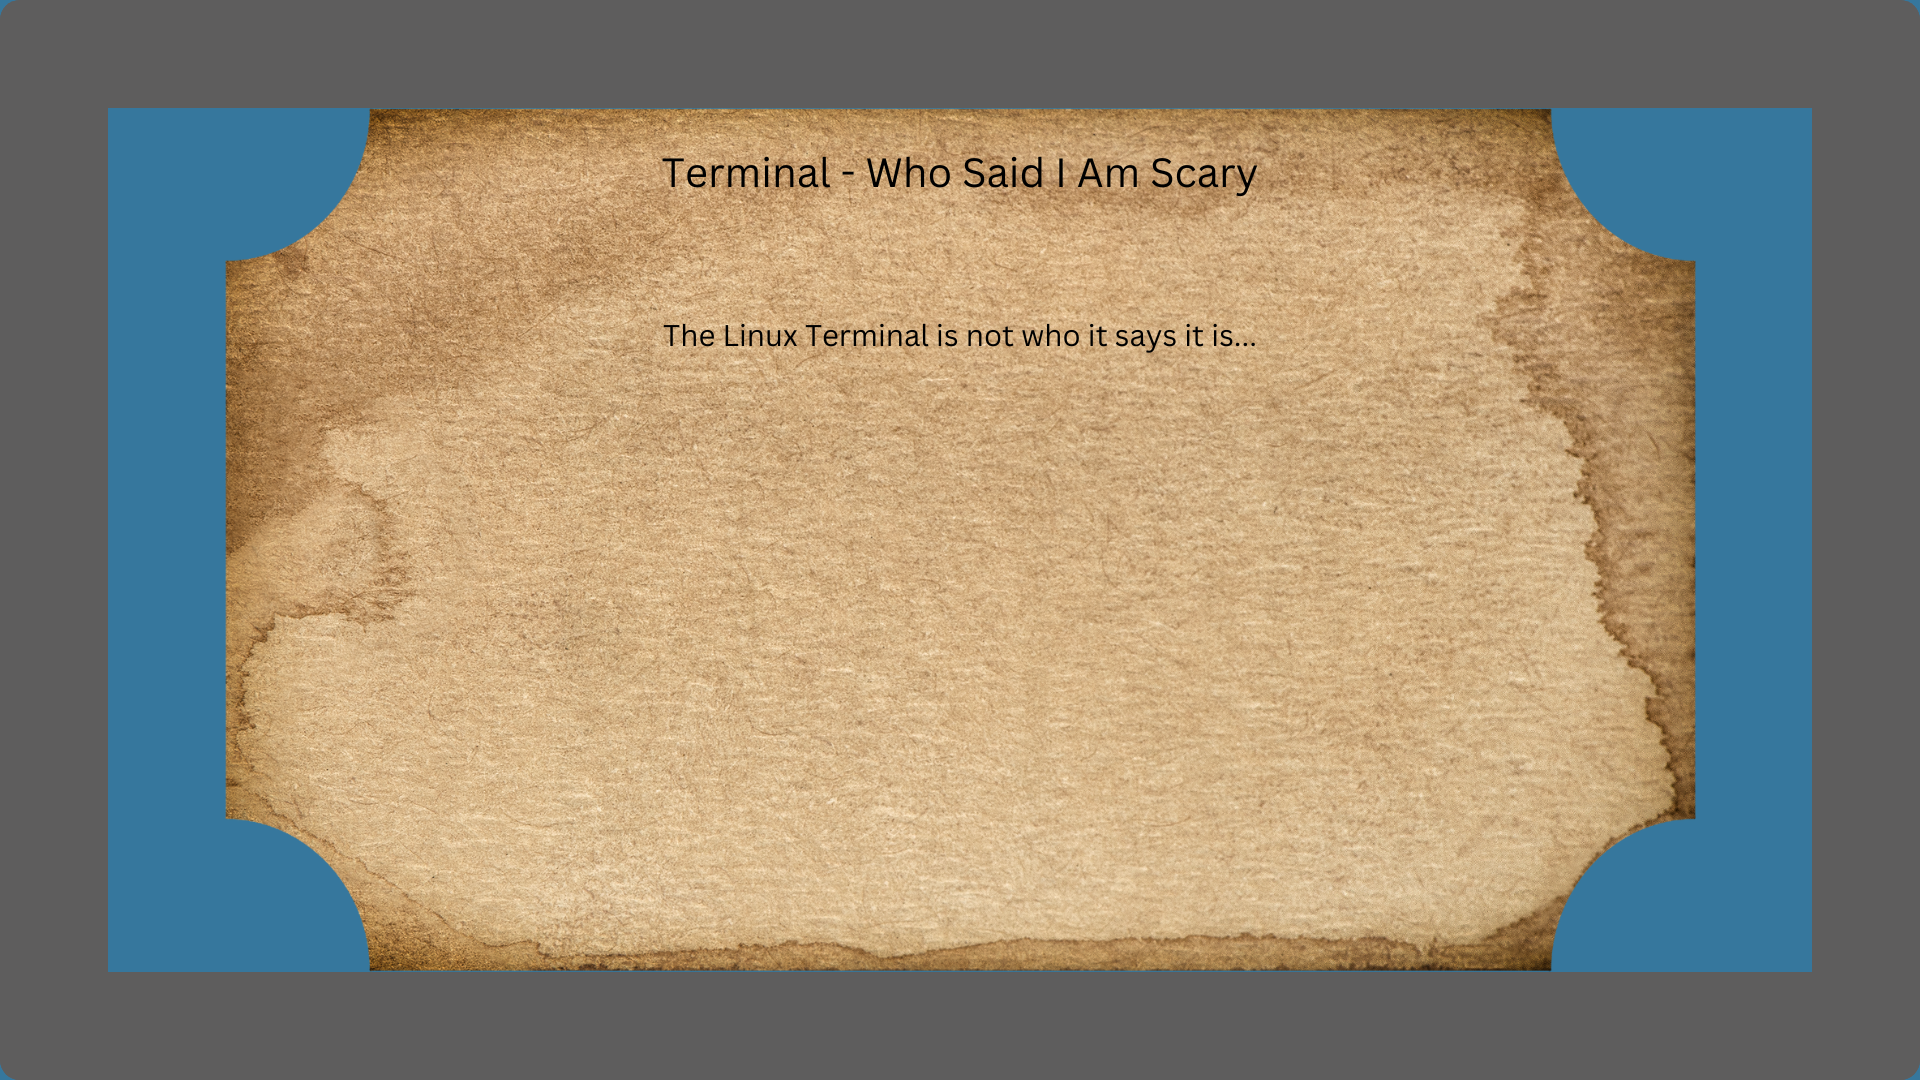 Terminal - Who Said I Am Scary
The Linux Terminal is not who it says it is...